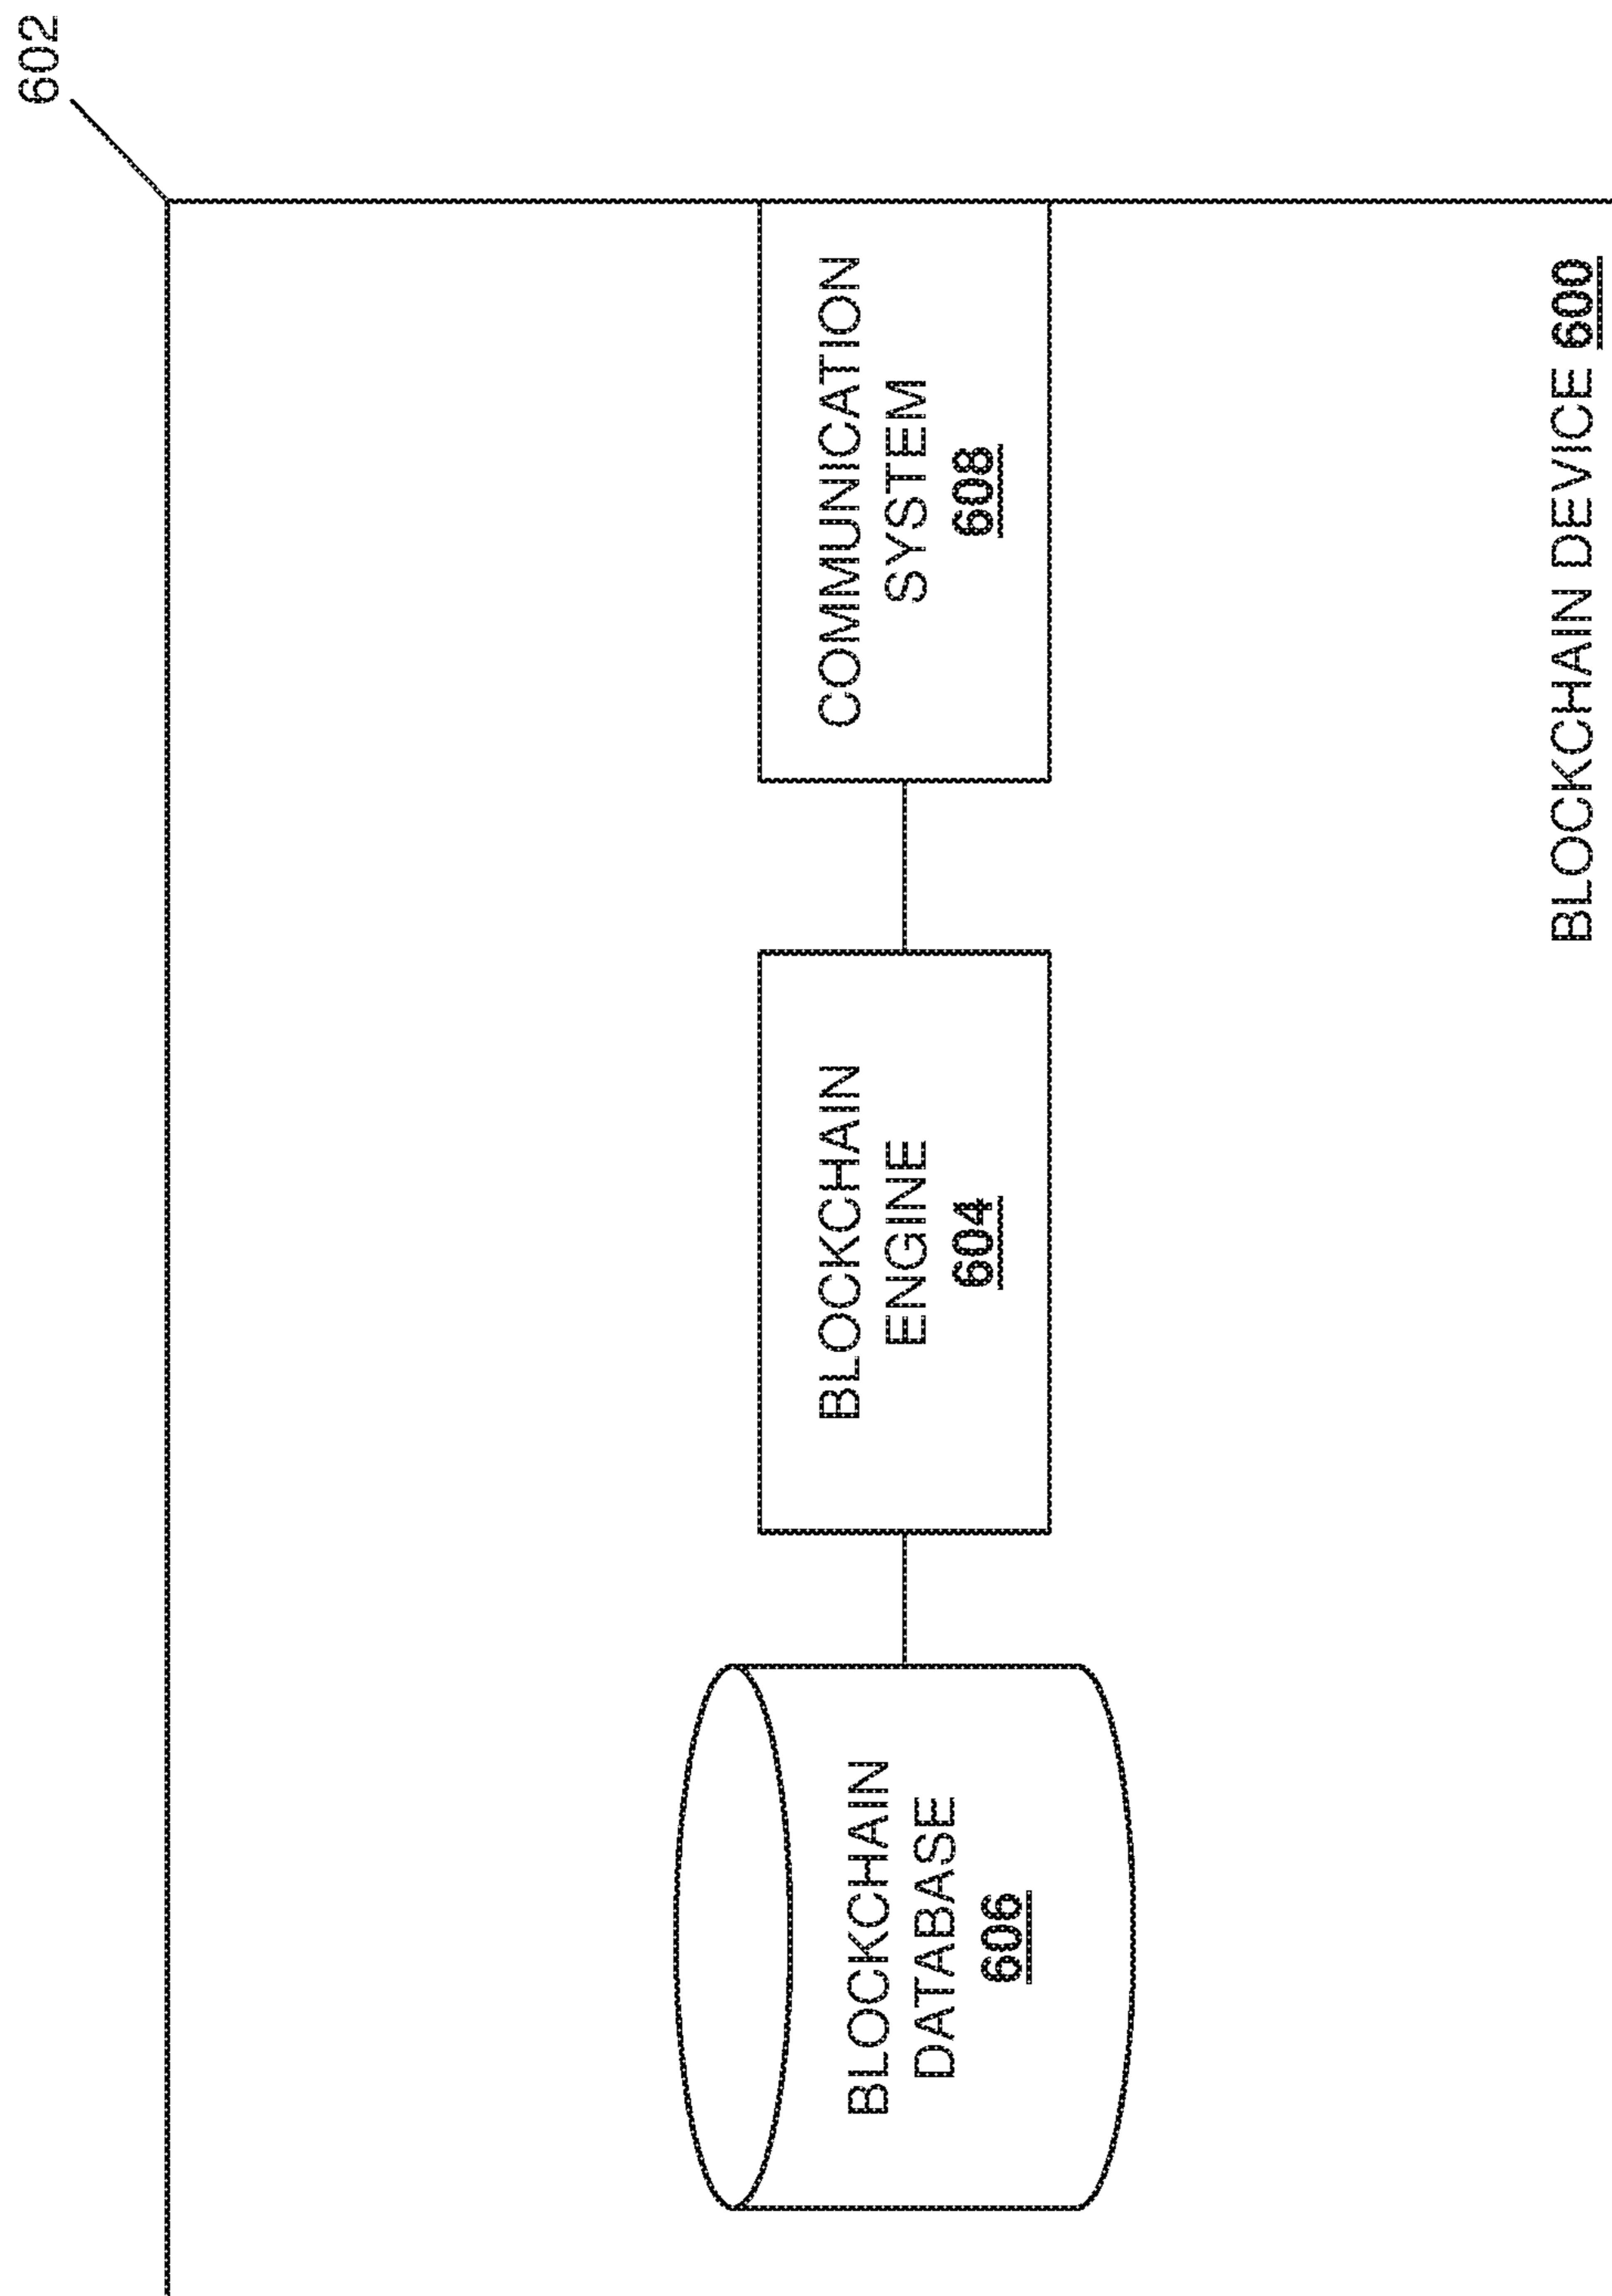 602
BLOCKCHAIN
DATABASE
606
BLOCKCHAIN
ENGINE
604
COMMUNICATION
SYSTEM
608
BLOCKCHAIN DEVICE 600